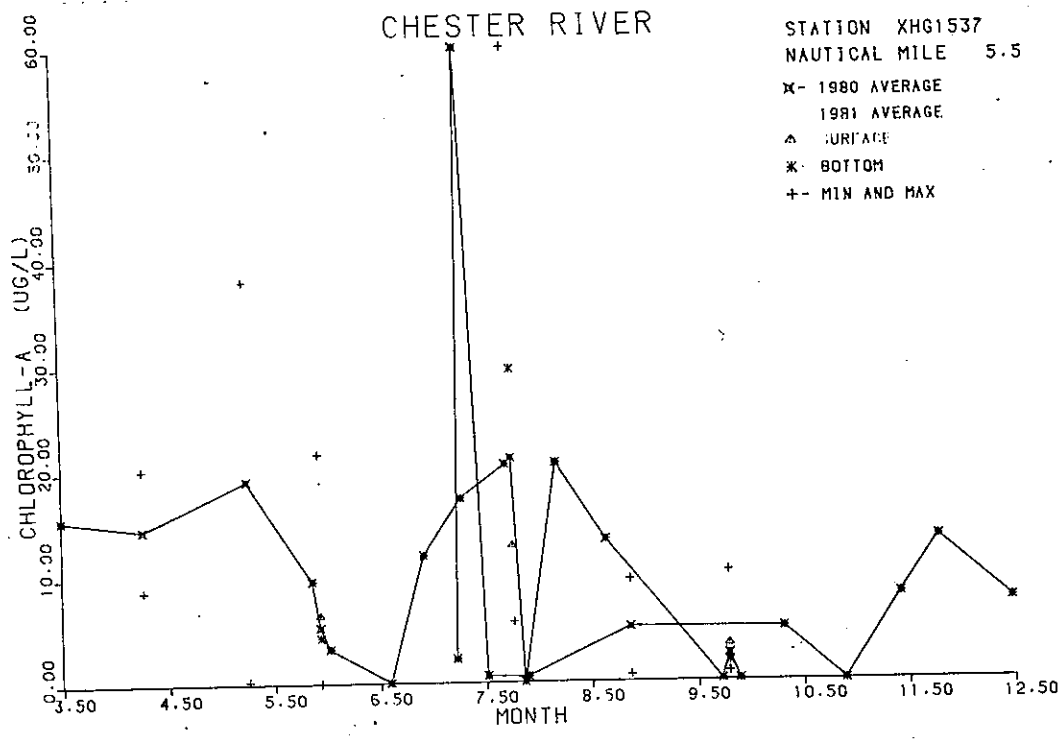 CHESTER RIVER
STATION XHG1537
NAUTICAL MILE 5.5
1980 AVERAGE
1981 AVERAGE
BOTTOM
+- MIN AND MAX
CHLOROPHYLL-A (UG/L)
60.00
40.00
30.00
20.00
10.00
0.00
3.50 4.50 5.50 6.50 7.50 8.50 9.50 10.50 11.50 12.50
MONTH